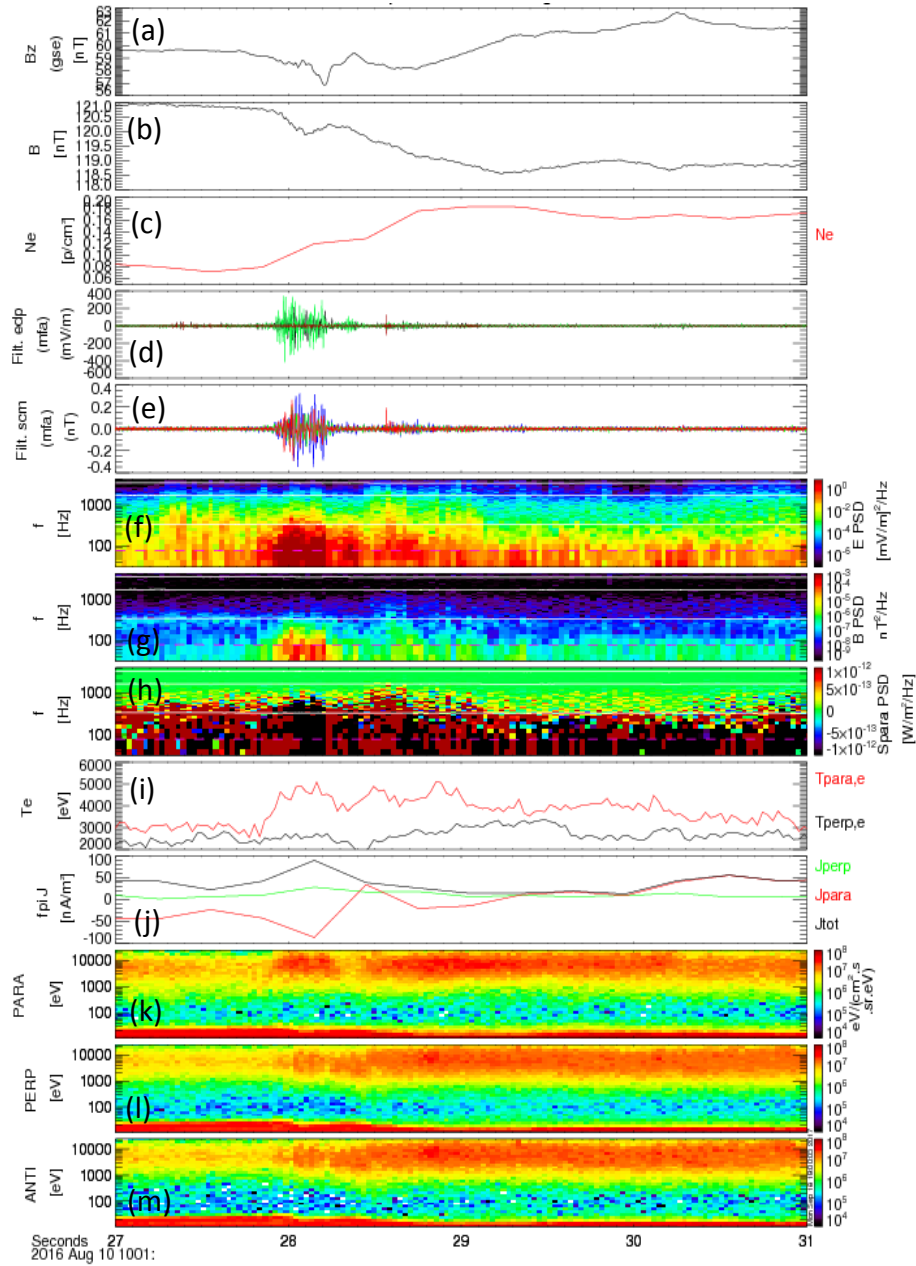 63
62
61
60
59
58
57
56
Bz
(gse)
[nT]
(a)
121.0
120.5
120.0
119.5
119.0
118.5
118.0
B
[nT]
(b)
0.20
0.18
0.16
0.14
0.12
0.10
0.08
0.06
Ne
[p/cm³]
(c)
Ne
400
200
0
-200
-400
-600
Filt. edp
(mfa)
(mV/m)
(d)
0.4
0.2
0.0
-0.2
-0.4
Filt. scm
(mfa)
(nT)
(e)
1000
100
f
[Hz]
(f)
10⁰
10⁻²
10⁻⁴
10⁻⁶
E PSD
[mV/m]²/Hz
1000
100
f
[Hz]
(g)
10⁻³
10⁻⁴
10⁻⁵
10⁻⁶
10⁻⁷
10⁻⁸
10⁻⁹
B PSD
nT²/Hz
1000
100
f
[Hz]
(h)
1×10⁻¹²
5×10⁻¹³
0
-5×10⁻¹³
-1×10⁻¹²
Spara PSD
[W/m²/Hz]
6000
5000
4000
3000
2000
Te
[eV]
(i)
Tpara,e
Tperp,e
100
50
0
-50
-100
fpi J
[nA/m²]
(j)
Jperp
Jpara
Jtot
10000
1000
100
PARA
[eV]
(k)
10⁸
10⁷
10⁶
10⁵
10⁴
eV/(cm².s
.sr.eV)
10000
1000
100
PERP
[eV]
(l)
10⁸
10⁷
10⁶
10⁵
10⁴
10000
1000
100
ANTI
[eV]
(m)
10⁸
10⁷
10⁶
10⁵
10⁴
27 28 29 30 31
Seconds
2016 Aug 10 1001: